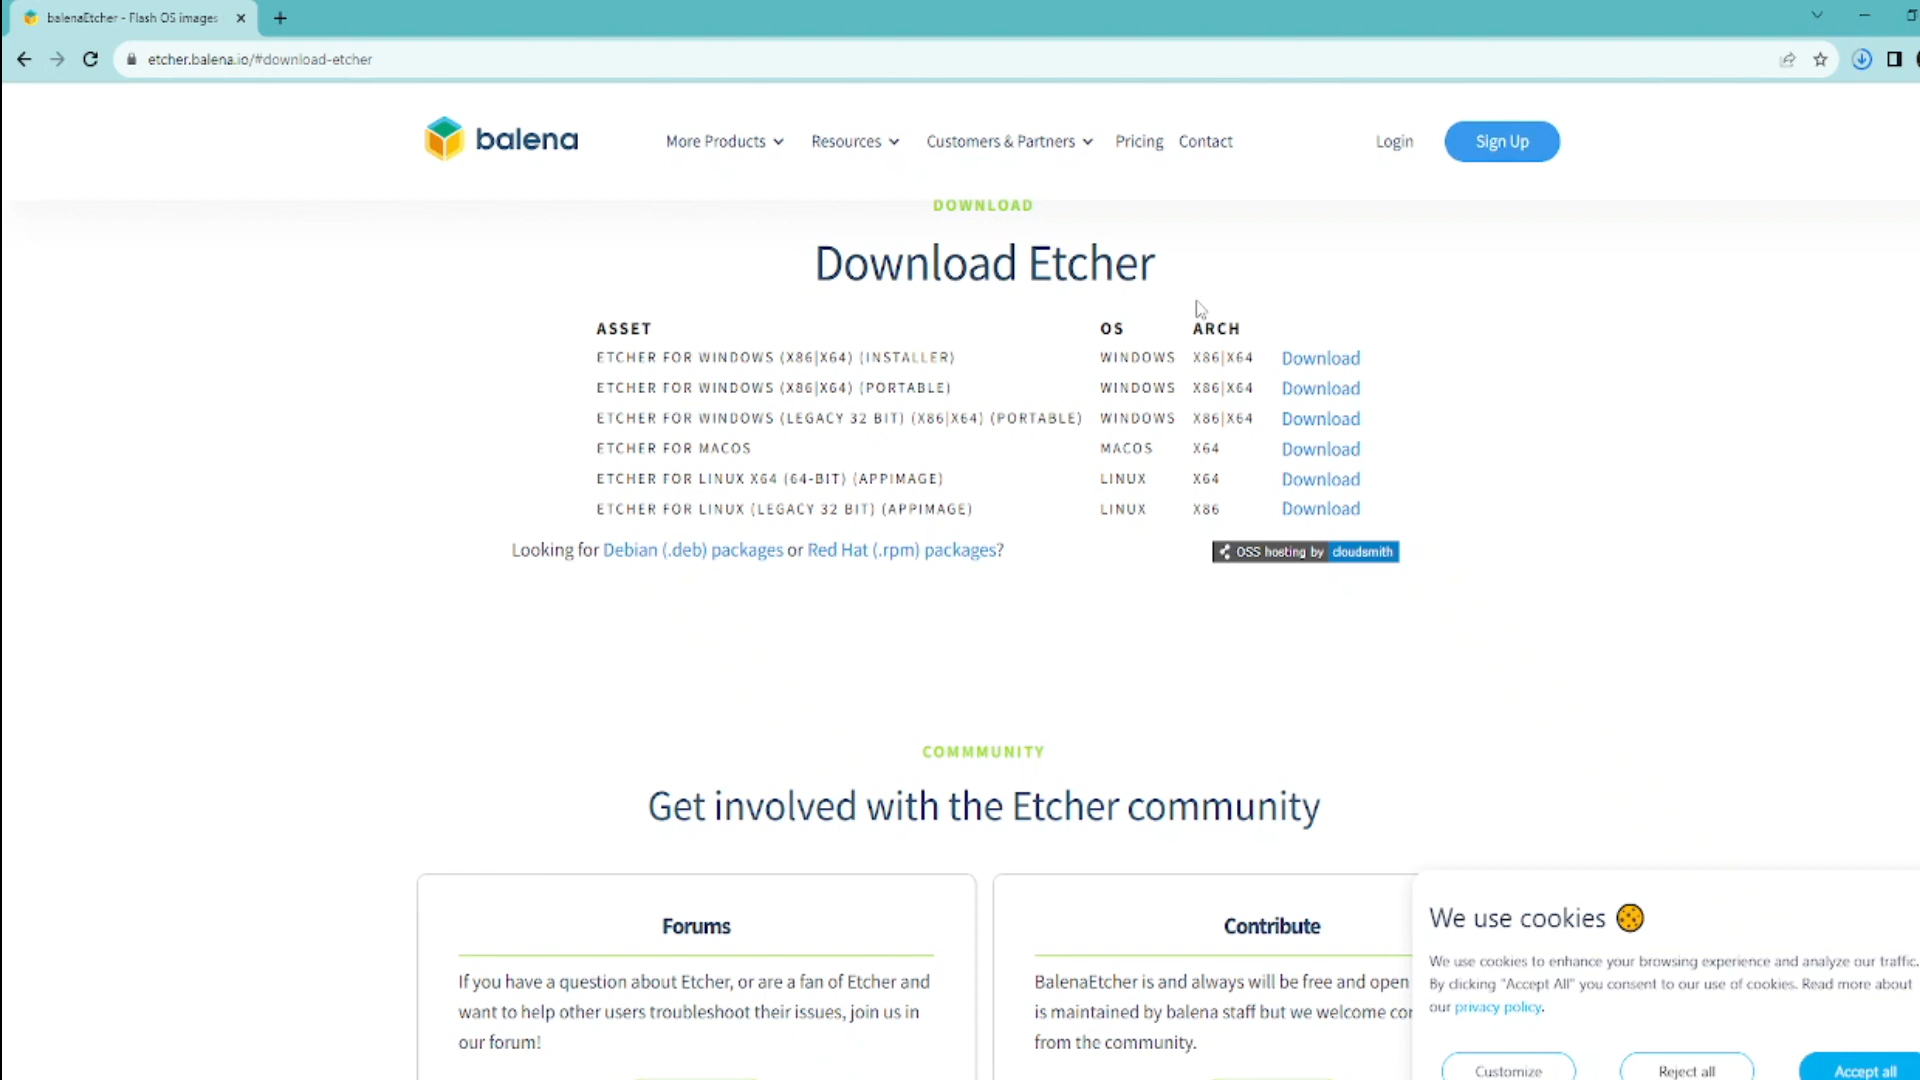 balenaEtcher - Flash OS images
etcher.balena.io/#download-etcher
balena
More Products
Resources
Customers & Partners
Pricing
Contact
Login
Sign Up
DOWNLOAD
Download Etcher
ASSET OS ARCH
ETCHER FOR WINDOWS (X86|X64) (INSTALLER) WINDOWS X86|X64 Download
ETCHER FOR WINDOWS (X86|X64) (PORTABLE) WINDOWS X86|X64 Download
ETCHER FOR WINDOWS (LEGACY 32 BIT) (X86|X64) (PORTABLE) WINDOWS X86|X64 Download
ETCHER FOR MACOS MACOS X64 Download
ETCHER FOR LINUX X64 (64-BIT) (APPIMAGE) LINUX X64 Download
ETCHER FOR LINUX (LEGACY 32 BIT) (APPIMAGE) LINUX X86 Download
Looking for Debian (.deb) packages or Red Hat (.rpm) packages?
OSS hosting by cloudsmith
COMMMUNITY
Get involved with the Etcher community
Forums
If you have a question about Etcher, or are a fan of Etcher and
want to help other users troubleshoot their issues, join us in
our forum!
Contribute
BalenaEtcher is and always will be free and open
is maintained by balena staff but we welcome
from the community.
We use cookies
We use cookies to enhance your browsing experience and analyze our traffic.
By clicking "Accept All" you consent to our use of cookies. Read more about
our privacy policy.
Customize
Reject all
Accept all